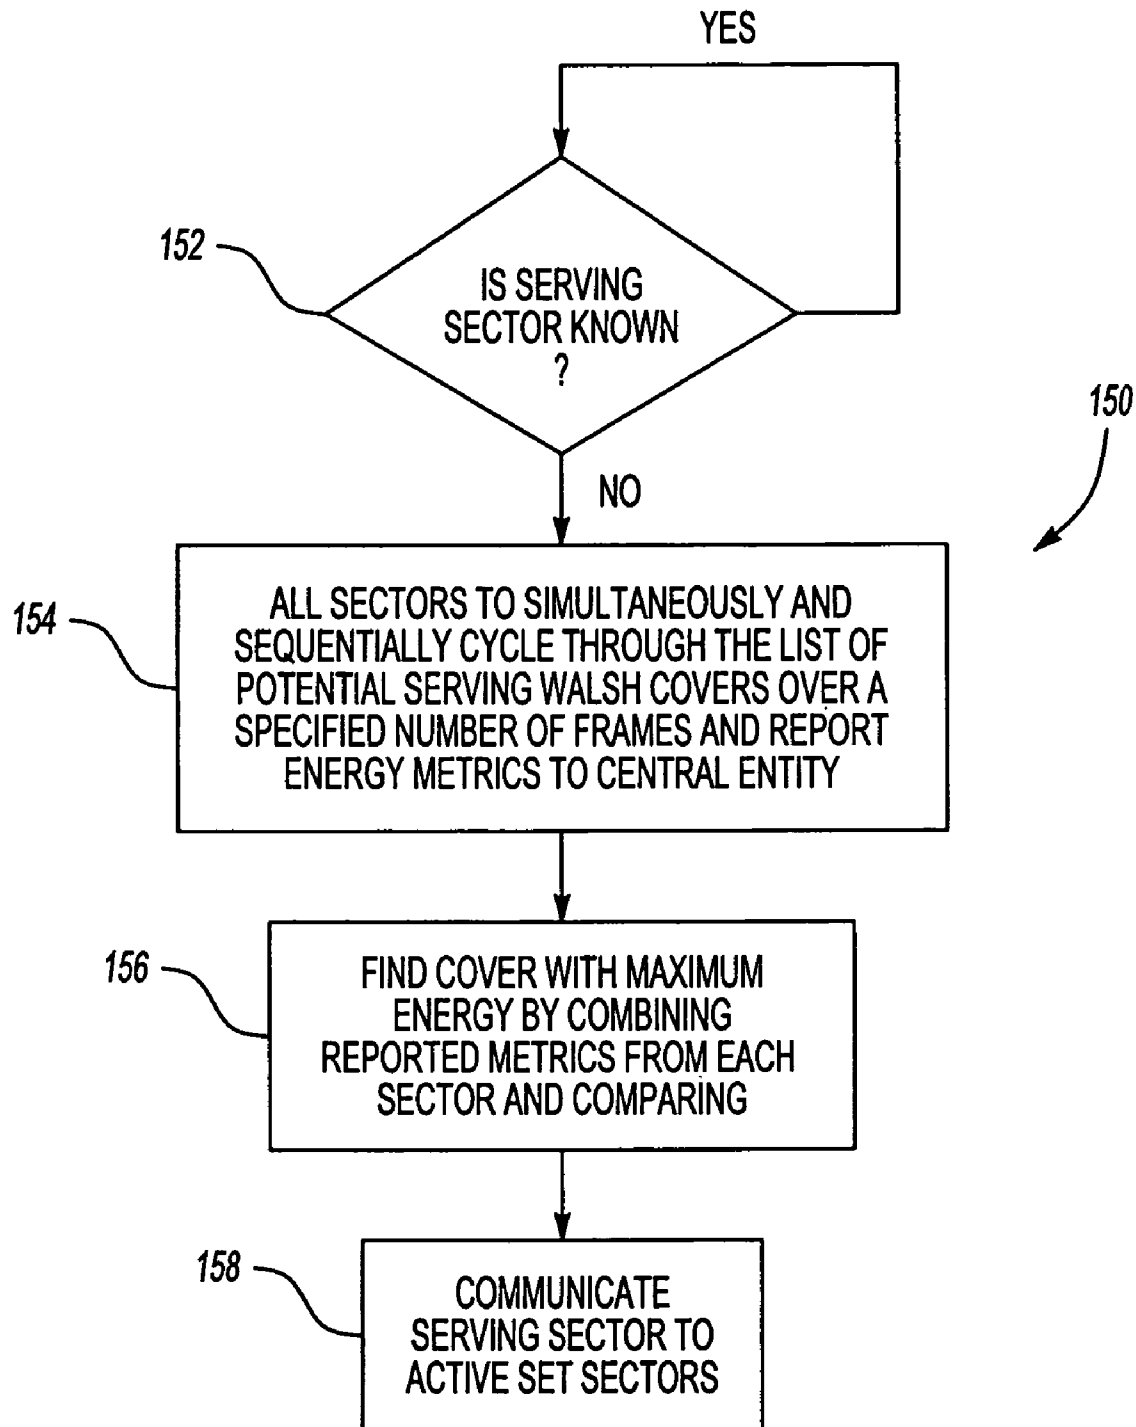 YES
152
IS SERVING
SECTOR KNOWN
?
150
NO
154
ALL SECTORS TO SIMULTANEOUSLY AND
SEQUENTIALLY CYCLE THROUGH THE LIST OF
POTENTIAL SERVING WALSH COVERS OVER A
SPECIFIED NUMBER OF FRAMES AND REPORT
ENERGY METRICS TO CENTRAL ENTITY
156
FIND COVER WITH MAXIMUM
ENERGY BY COMBINING
REPORTED METRICS FROM EACH
SECTOR AND COMPARING
158
COMMUNICATE
SERVING SECTOR TO
ACTIVE SET SECTORS